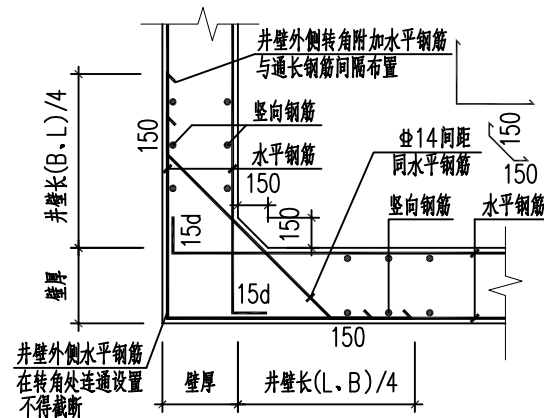 井壁外侧转角附加水平钢筋
与通长钢筋间隔布置
竖向钢筋
水平钢筋
150
井壁长(B、L)/4
150
Φ14间距
同水平钢筋
150
150
150
竖向钢筋
水平钢筋
15d
15d
壁厚
150
井壁外侧水平钢筋
在转角处连通设置
不得截断
壁厚
井壁长(L、B)/4